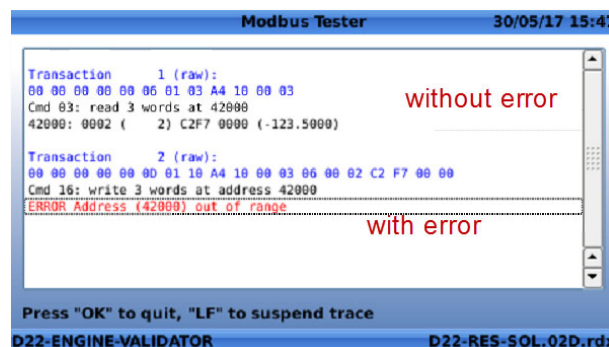 Modbus Tester 30/05/17 15:47
Transaction 1 (raw):
00 00 00 00 00 06 01 03 A4 10 00 03
Cmd 03: read 3 words at 42000
42000: 0002 ( 2) C2F7 0000 (-123.5000)
without error
Transaction 2 (raw):
00 00 00 00 00 0D 01 10 A4 10 00 03 06 00 02 C2 F7 00 00
Cmd 16: write 3 words at address 42000
ERROR Address (42000) out of range
with error
Press "OK" to quit, "LF" to suspend trace
D22-ENGINE-VALIDATOR D22-RES-SOL.02D.rdz